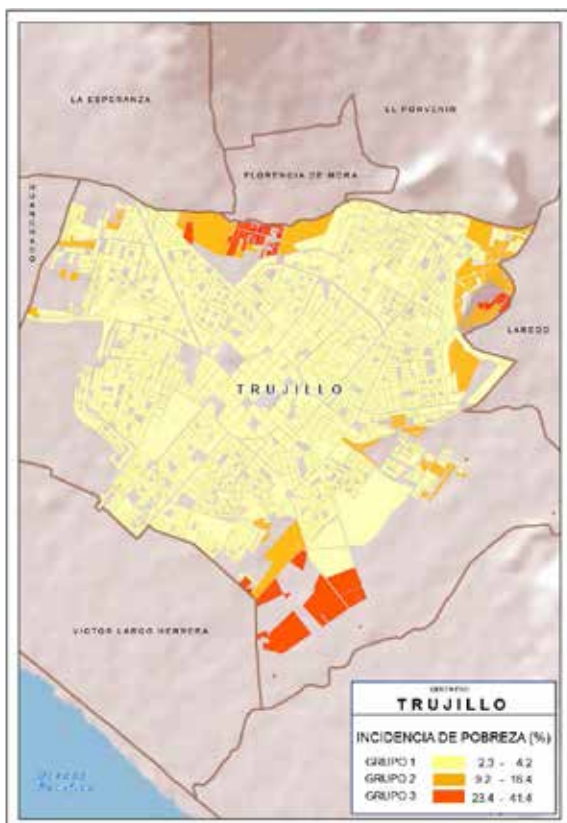 LA ESPERANZA
EL PORVENIR
FLORENCIA DE MORA
HUANCHACO
LAREDO
TRUJILLO
VICTOR LARCO HERRERA
TRUJILLO
INCIDENCIA DE POBREZA (%)
GRUPO 1 2.3 - 4.2
GRUPO 2 9.2 - 16.4
GRUPO 3 23.4 - 41.4